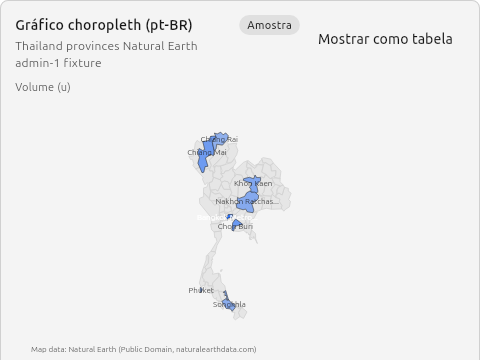 Gráfico choropleth (pt-BR)
Amostra
Mostrar como tabela
Thailand provinces Natural Earth
admin-1 fixture
Volume (u)
Chiang Rai
Chiang Mai
Khon Kaen
Nakhon Ratchas...
Chon Buri
Phuket
Songkhla
Map data: Natural Earth (Public Domain, naturalearthdata.com)